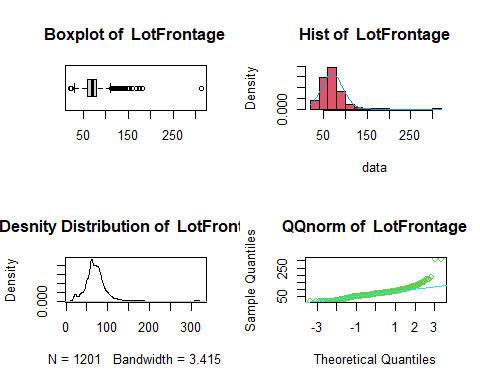 Boxplot of LotFrontage
50 150 250
Hist of LotFrontage
Density
0.000
50 150 250
data
Desnity Distribution of LotFront
Density
0.000
0 100 200 300
N = 1201 Bandwidth = 3.415
QQnorm of LotFrontage
Sample Quantiles
50 250
-3 -1 1 2 3
Theoretical Quantiles